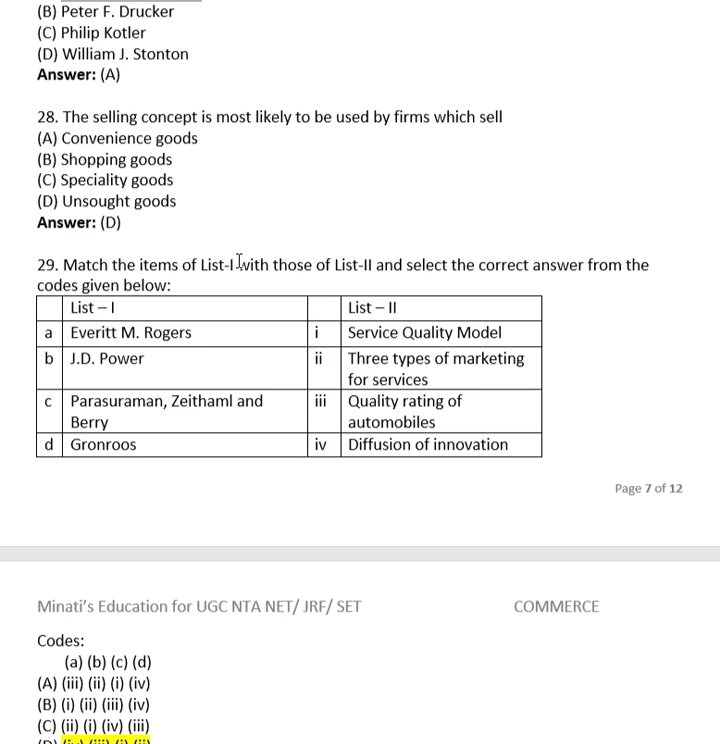 (B) Peter F. Drucker
(C) Philip Kotler
(D) William J. Stonton
Answer: (A)
28. The selling concept is most likely to be used by firms which sell
(A) Convenience goods
(B) Shopping goods
(C) Speciality goods
(D) Unsought goods
Answer: (D)
29. Match the items of List-I with those of List-II and select the correct answer from the
codes given below:
List – I List – II
a Everitt M. Rogers i Service Quality Model
b J.D. Power ii Three types of marketing
for services
c Parasuraman, Zeithaml and iii Quality rating of
Berry automobiles
d Gronroos iv Diffusion of innovation
Page 7 of 12
Minati's Education for UGC NTA NET/ JRF/ SET COMMERCE
Codes:
(a) (b) (c) (d)
(A) (iii) (ii) (i) (iv)
(B) (i) (ii) (iii) (iv)
(C) (ii) (i) (iv) (iii)
(D) (iv) (iii) (i) (ii)